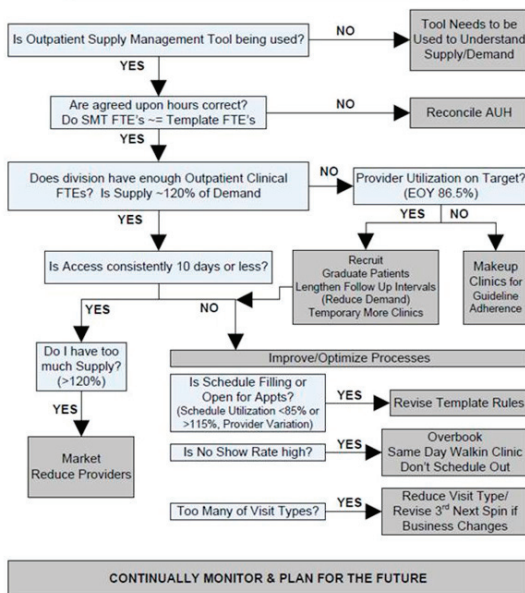 Is Outpatient Supply Management Tool being used?
NO
Tool Needs to be
Used to Understand
Supply/Demand
YES
Are agreed upon hours correct?
Do SMT FTE's ~= Template FTE's
NO
Reconcile AUH
YES
Does division have enough Outpatient Clinical
FTEs? Is Supply ~120% of Demand
NO
Provider Utilization on Target?
(EOY 86.5%)
YES
YES
NO
Is Access consistently 10 days or less?
Recruit
Graduate Patients
Lengthen Follow Up Intervals
(Reduce Demand)
Temporary More Clinics
Makeup
Clinics for
Guideline
Adherence
YES
NO
Do I have too
much Supply?
(>120%)
Improve/Optimize Processes
YES
Is Schedule Filling or
Open for Appts?
(Schedule Utilization <85% or
>115%, Provider Variation)
YES
Revise Template Rules
Market
Reduce Providers
Is No Show Rate high?
YES
Overbook
Same Day Walkin Clinic
Don't Schedule Out
Too Many of Visit Types?
YES
Reduce Visit Type/
Revise 3rd Next Spin if
Business Changes
CONTINUALLY MONITOR & PLAN FOR THE FUTURE